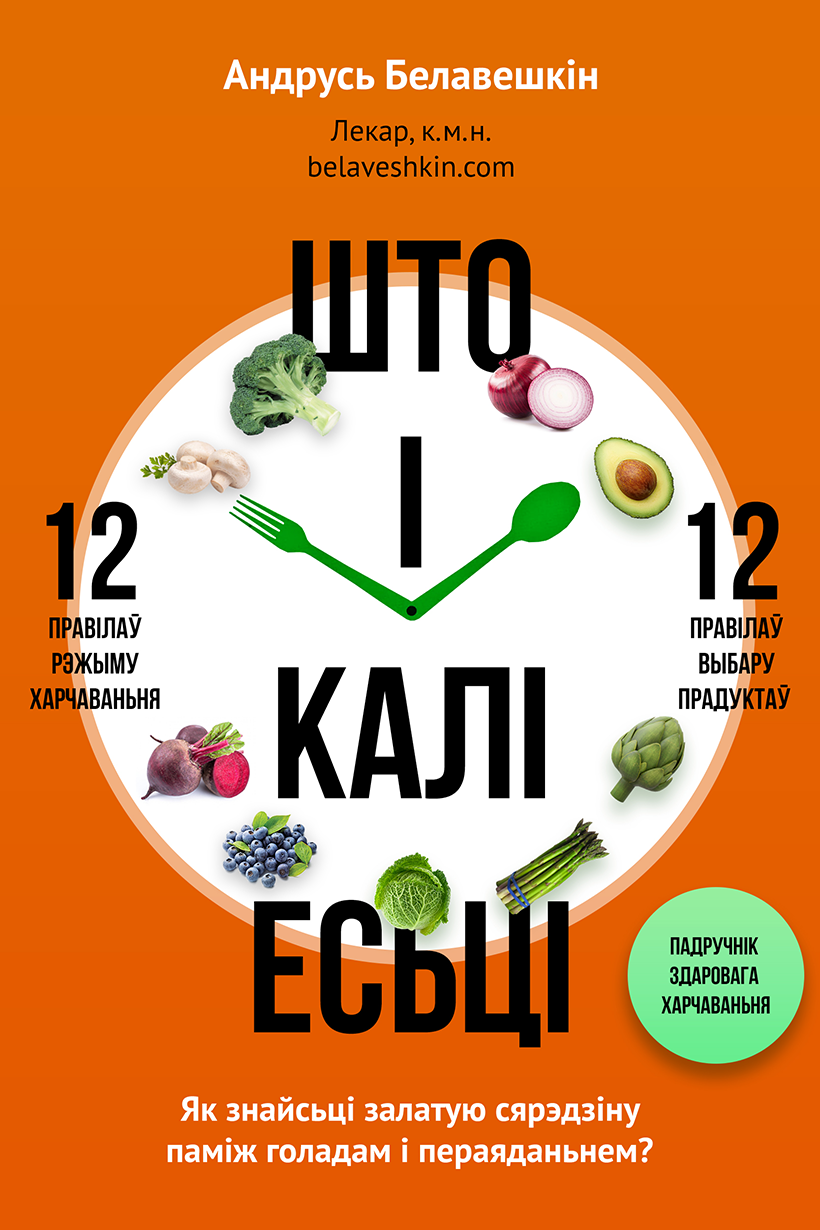 Андрусь Белавешкін
Лекар, к.м.н.
belaveshkin.com
ШТО
І
КАЛІ
ЕСЬЦІ
12
ПРАВІЛАЎ
РЭЖЫМУ
ХАРЧАВАНЬНЯ
12
ПРАВІЛАЎ
ВЫБАРУ
ПРАДУКТАЎ
ПАДРУЧНІК
ЗДАРОВАГА
ХАРЧАВАНЬНЯ
Як знайсьці залатую сярэдзіну
паміж голадам і пераяданьнем?